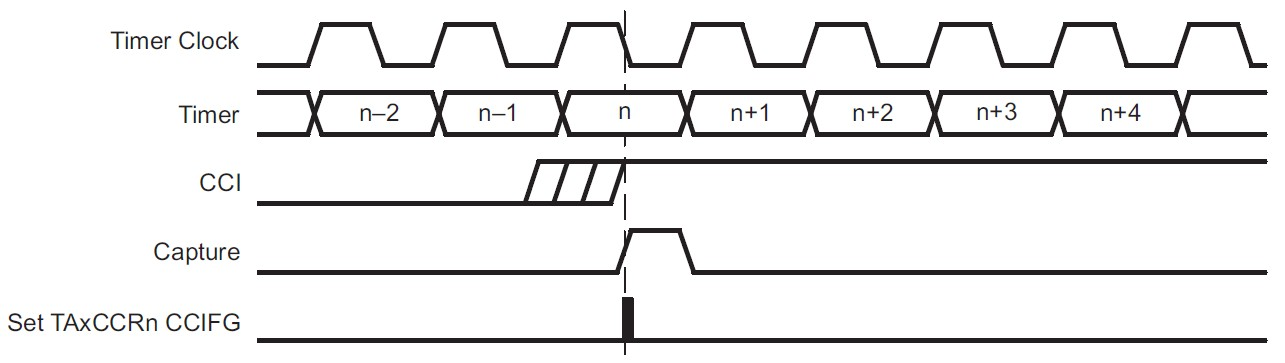 Timer Clock
Timer n–2 n–1 n n+1 n+2 n+3 n+4
CCI
Capture
Set TAxCCRn CCIFG